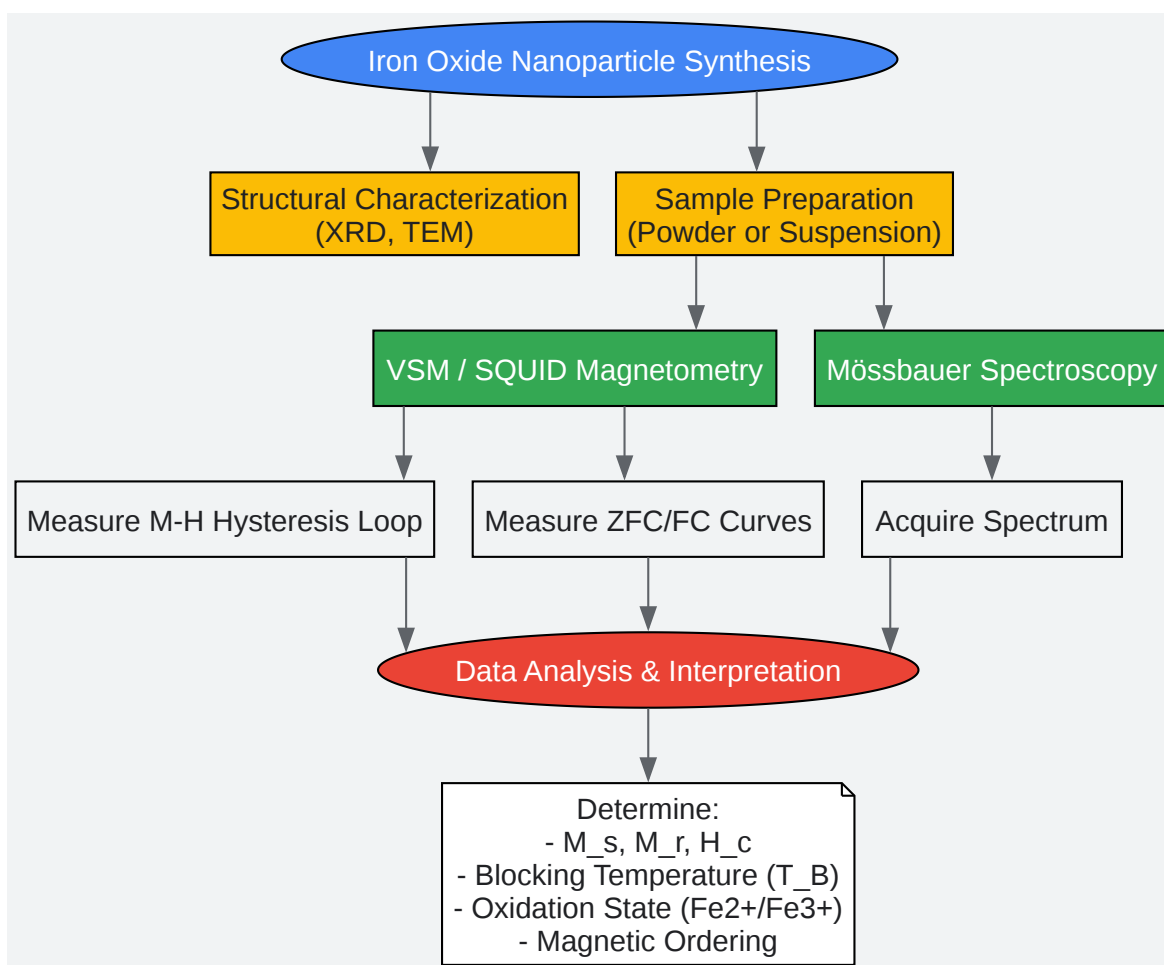 Iron Oxide Nanoparticle Synthesis
Structural Characterization
(XRD, TEM)
Sample Preparation
(Powder or Suspension)
VSM / SQUID Magnetometry
Mössbauer Spectroscopy
Measure M-H Hysteresis Loop
Measure ZFC/FC Curves
Acquire Spectrum
Data Analysis & Interpretation
Determine:
- M_s, M_r, H_c
- Blocking Temperature (T_B)
- Oxidation State (Fe2+/Fe3+)
- Magnetic Ordering